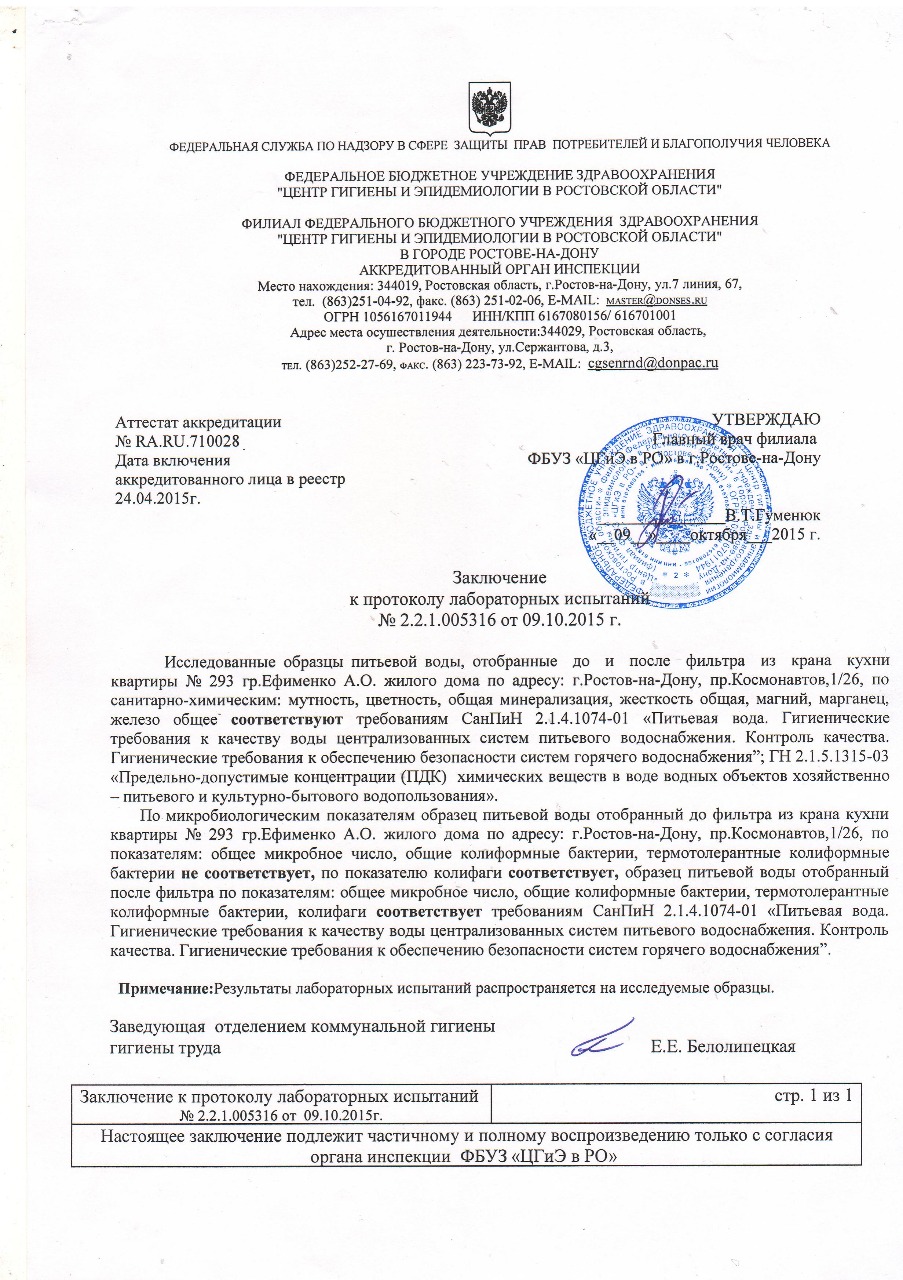 ФЕДЕРАЛЬНАЯ СЛУЖБА ПО НАДЗОРУ В СФЕРЕ ЗАЩИТЫ ПРАВ ПОТРЕБИТЕЛЕЙ И БЛАГОПОЛУЧИЯ ЧЕЛОВЕКА
ФЕДЕРАЛЬНОЕ БЮДЖЕТНОЕ УЧРЕЖДЕНИЕ ЗДРАВООХРАНЕНИЯ
"ЦЕНТР ГИГИЕНЫ И ЭПИДЕМИОЛОГИИ В РОСТОВСКОЙ ОБЛАСТИ"
ФИЛИАЛ ФЕДЕРАЛЬНОГО БЮДЖЕТНОГО УЧРЕЖДЕНИЯ ЗДРАВООХРАНЕНИЯ
"ЦЕНТР ГИГИЕНЫ И ЭПИДЕМИОЛОГИИ В РОСТОВСКОЙ ОБЛАСТИ"
В ГОРОДЕ РОСТОВЕ-НА-ДОНУ
АККРЕДИТОВАННЫЙ ОРГАН ИНСПЕКЦИИ
Место нахождения: 344019, Ростовская область, г.Ростов-на-Дону, ул.7 линия, 67,
тел. (863)251-04-92, факс. (863) 251-02-06, E-MAIL: MASTER@DONSES.RU
ОГРН 1056167011944 ИНН/КПП 6167080156/ 616701001
Адрес места осуществления деятельности:344029, Ростовская область,
г. Ростов-на-Дону, ул.Сержантова, д.3,
ТЕЛ. (863)252-27-69, ФАКС. (863) 223-73-92, E-MAIL: cgsenrnd@donpac.ru
Аттестат аккредитации
№ RA.RU.710028
Дата включения
аккредитованного лица в реестр
24.04.2015г.
УТВЕРЖДАЮ
Главный врач филиала
ФБУЗ «ЦГиЭ в РО» в г.Ростове-на-Дону
В.Т.Гуменюк
«__09__»____октября___2015 г.
Заключение
к протоколу лабораторных испытаний
№ 2.2.1.005316 от 09.10.2015 г.
Исследованные образцы питьевой воды, отобранные до и после фильтра из крана кухни
квартиры № 293 гр.Ефименко А.О. жилого дома по адресу: г.Ростов-на-Дону, пр.Космонавтов,1/26, по
санитарно-химическим: мутность, цветность, общая минерализация, жесткость общая, магний, марганец,
железо общее соответствуют требованиям СанПиН 2.1.4.1074-01 «Питьевая вода. Гигиенические
требования к качеству воды централизованных систем питьевого водоснабжения. Контроль качества.
Гигиенические требования к обеспечению безопасности систем горячего водоснабжения”; ГН 2.1.5.1315-03
«Предельно-допустимые концентрации (ПДК) химических веществ в воде водных объектов хозяйственно
– питьевого и культурно-бытового водопользования».
По микробиологическим показателям образец питьевой воды отобранный до фильтра из крана кухни
квартиры № 293 гр.Ефименко А.О. жилого дома по адресу: г.Ростов-на-Дону, пр.Космонавтов,1/26, по
показателям: общее микробное число, общие колиформные бактерии, термотолерантные колиформные
бактерии не соответствует, по показателю колифаги соответствует, образец питьевой воды отобранный
после фильтра по показателям: общее микробное число, общие колиформные бактерии, термотолерантные
колиформные бактерии, колифаги соответствует требованиям СанПиН 2.1.4.1074-01 «Питьевая вода.
Гигиенические требования к качеству воды централизованных систем питьевого водоснабжения. Контроль
качества. Гигиенические требования к обеспечению безопасности систем горячего водоснабжения”.
Примечание:Результаты лабораторных испытаний распространяется на исследуемые образцы.
Заведующая отделением коммунальной гигиены
гигиены труда
Е.Е. Белолипецкая
Заключение к протоколу лабораторных испытаний
№ 2.2.1.005316 от 09.10.2015г.
стр. 1 из 1
Настоящее заключение подлежит частичному и полному воспроизведению только с согласия
органа инспекции ФБУЗ «ЦГиЭ в РО»